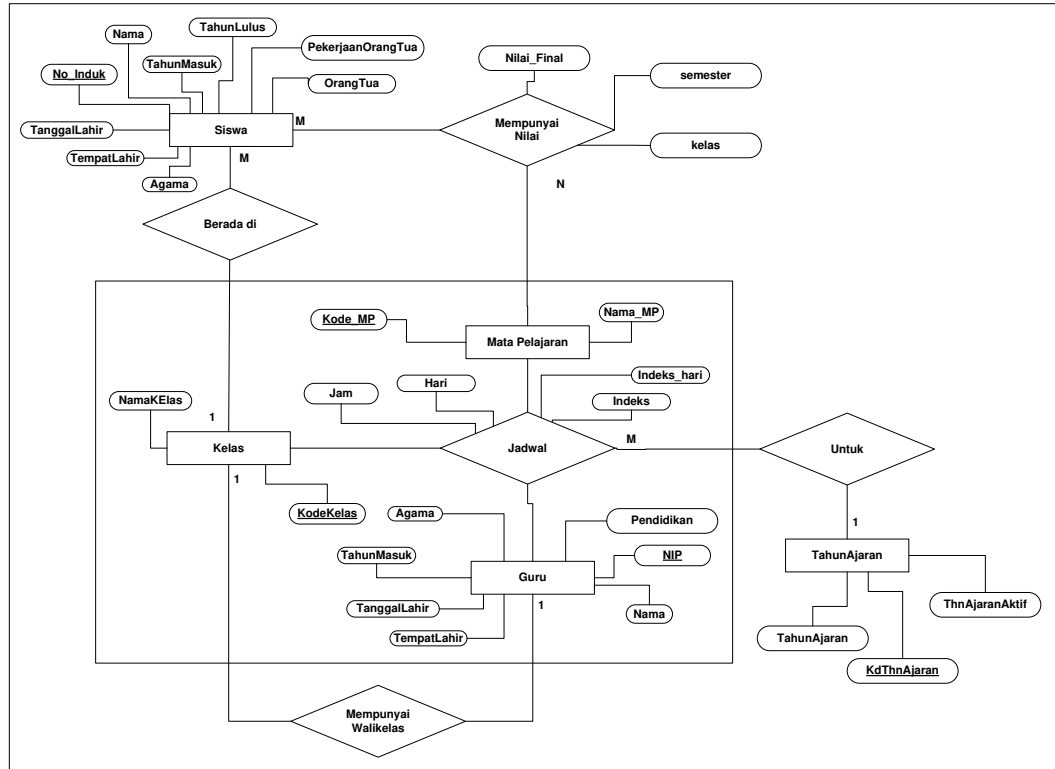 TahunLulus
Nama
PekerjaanOrangTua
Nilai_Final
TahunMasuk
No_Induk
OrangTua
semester
TanggalLahir
Siswa
M
Mempunyai
Nilai
kelas
TempatLahir
M
Agama
N
Berada di
Kode_MP
Nama_MP
Mata Pelajaran
Indeks_hari
Hari
Jam
Indeks
NamaKElas
1
Kelas
Jadwal
M
Untuk
1
KodeKelas
Agama
Pendidikan
1
TahunMasuk
NIP
TahunAjaran
Guru
TanggalLahir
1
Nama
ThnAjaranAktif
TempatLahir
TahunAjaran
KdThnAjaran
Mempunyai
Walikelas